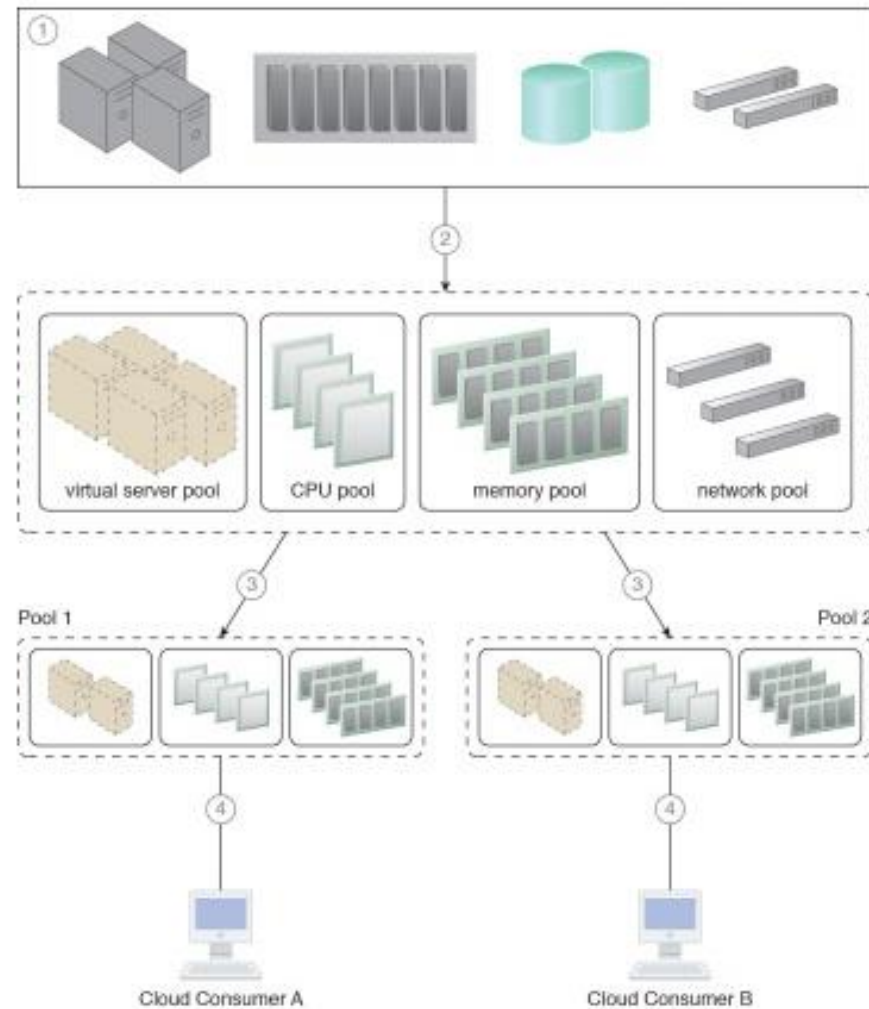 1
2
virtual server pool
CPU pool
memory pool
network pool
3
3
Pool 1
Pool 2
4
4
Cloud Consumer A
Cloud Consumer B